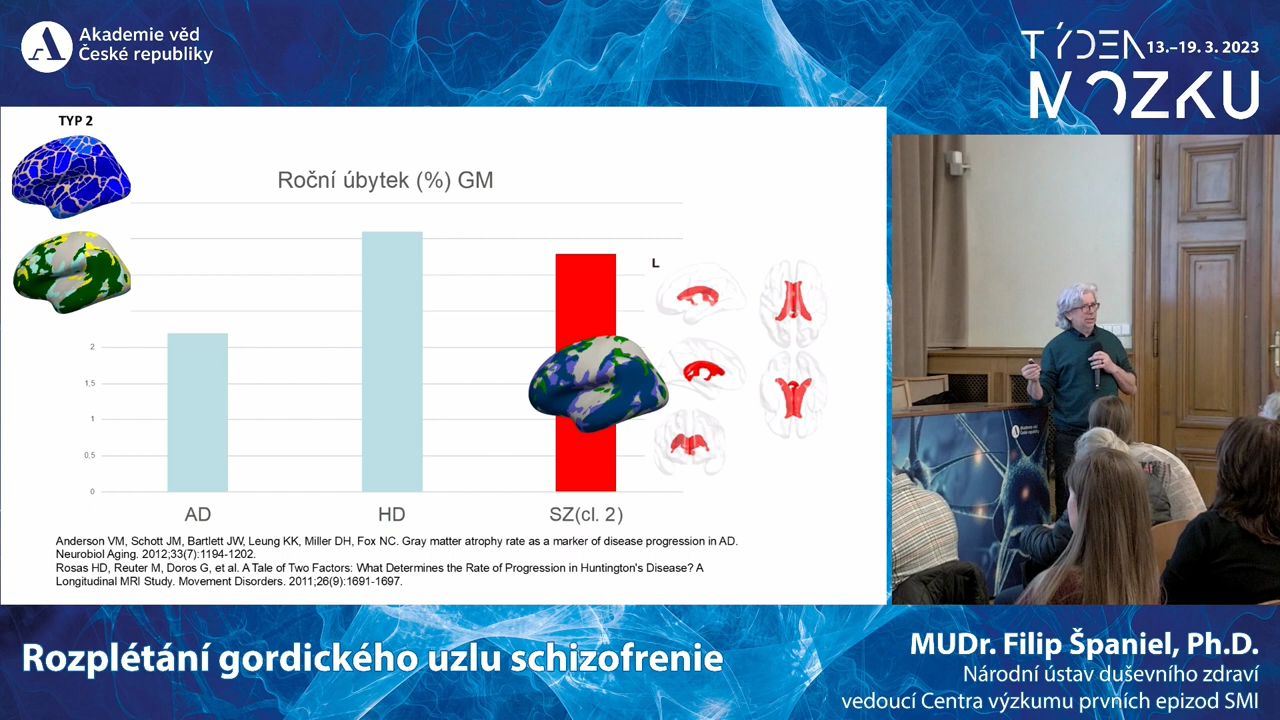 Akademie věd
České republiky
TÝDEN 13.–19. 3. 2023
MOZKU
TYP 2
Roční úbytek (%) GM
L
2
1,5
1
0,5
0
AD
HD
SZ(cl. 2)
Anderson VM, Schott JM, Bartlett JW, Leung KK, Miller DH, Fox NC. Gray matter atrophy rate as a marker of disease progression in AD.
Neurobiol Aging. 2012;33(7):1194-1202.
Rosas HD, Reuter M, Doros G, et al. A Tale of Two Factors: What Determines the Rate of Progression in Huntington's Disease? A
Longitudinal MRI Study. Movement Disorders. 2011;26(9):1691-1697.
Akademie věd
České republiky
Rozplétání gordického uzlu schizofrenie
MUDr. Filip Španiel, Ph.D.
Národní ústav duševního zdraví
vedoucí Centra výzkumu prvních epizod SMI